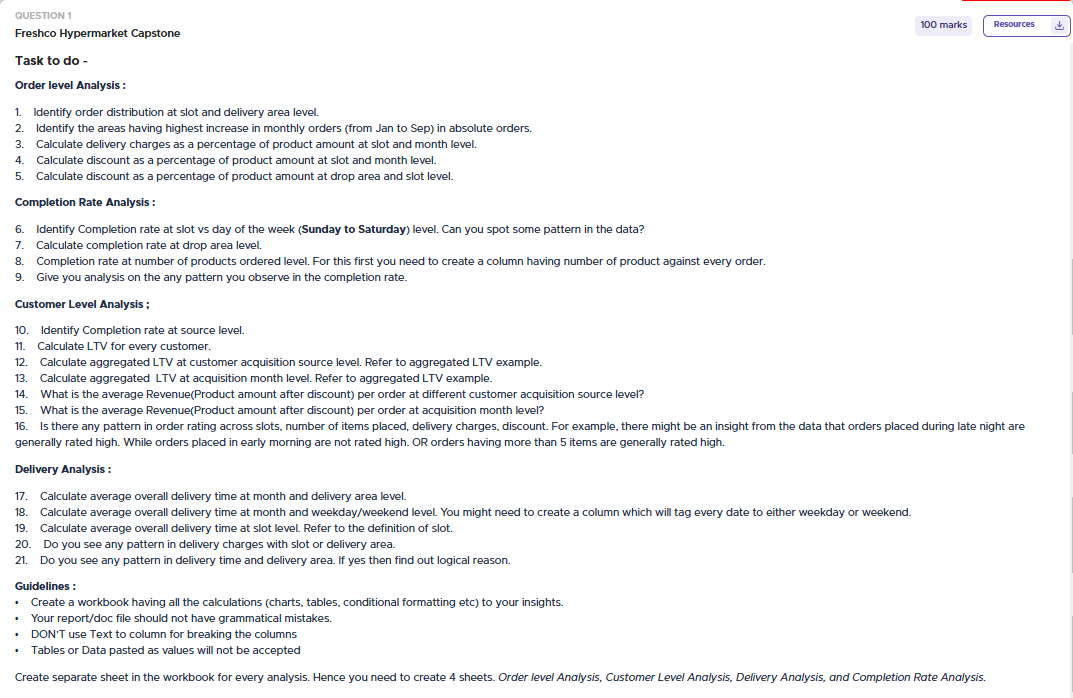 QUESTION 1
Freshco Hypermarket Capstone
100 marks
Resources
Task to do -
Order level Analysis :
1. Identify order distribution at slot and delivery area level.
2. Identify the areas having highest increase in monthly orders (from Jan to Sep) in absolute orders.
3. Calculate delivery charges as a percentage of product amount at slot and month level.
4. Calculate discount as a percentage of product amount at slot and month level.
5. Calculate discount as a percentage of product amount at drop area and slot level.
Completion Rate Analysis :
6. Identify Completion rate at slot vs day of the week (Sunday to Saturday) level. Can you spot some pattern in the data?
7. Calculate completion rate at drop area level.
8. Completion rate at number of products ordered level. For this first you need to create a column having number of product against every order.
9. Give you analysis on the any pattern you observe in the completion rate.
Customer Level Analysis ;
10. Identify Completion rate at source level.
11. Calculate LTV for every customer.
12. Calculate aggregated LTV at customer acquisition source level. Refer to aggregated LTV example.
13. Calculate aggregated LTV at acquisition month level. Refer to aggregated LTV example.
14. What is the average Revenue(Product amount after discount) per order at different customer acquisition source level?
15. What is the average Revenue(Product amount after discount) per order at acquisition month level?
16. Is there any pattern in order rating across slots, number of items placed, delivery charges, discount. For example, there might be an insight from the data that orders placed during late night are
generally rated high. While orders placed in early morning are not rated high. OR orders having more than 5 items are generally rated high.
Delivery Analysis :
17. Calculate average overall delivery time at month and delivery area level.
18. Calculate average overall delivery time at month and weekday/weekend level. You might need to create a column which will tag every date to either weekday or weekend.
19. Calculate average overall delivery time at slot level. Refer to the definition of slot.
20. Do you see any pattern in delivery charges with slot or delivery area.
21. Do you see any pattern in delivery time and delivery area. If yes then find out logical reason.
Guidelines :
• Create a workbook having all the calculations (charts, tables, conditional formatting etc) to your insights.
• Your report/doc file should not have grammatical mistakes.
• DON'T use Text to column for breaking the columns
• Tables or Data pasted as values will not be accepted
Create separate sheet in the workbook for every analysis. Hence you need to create 4 sheets. Order level Analysis, Customer Level Analysis, Delivery Analysis, and Completion Rate Analysis.